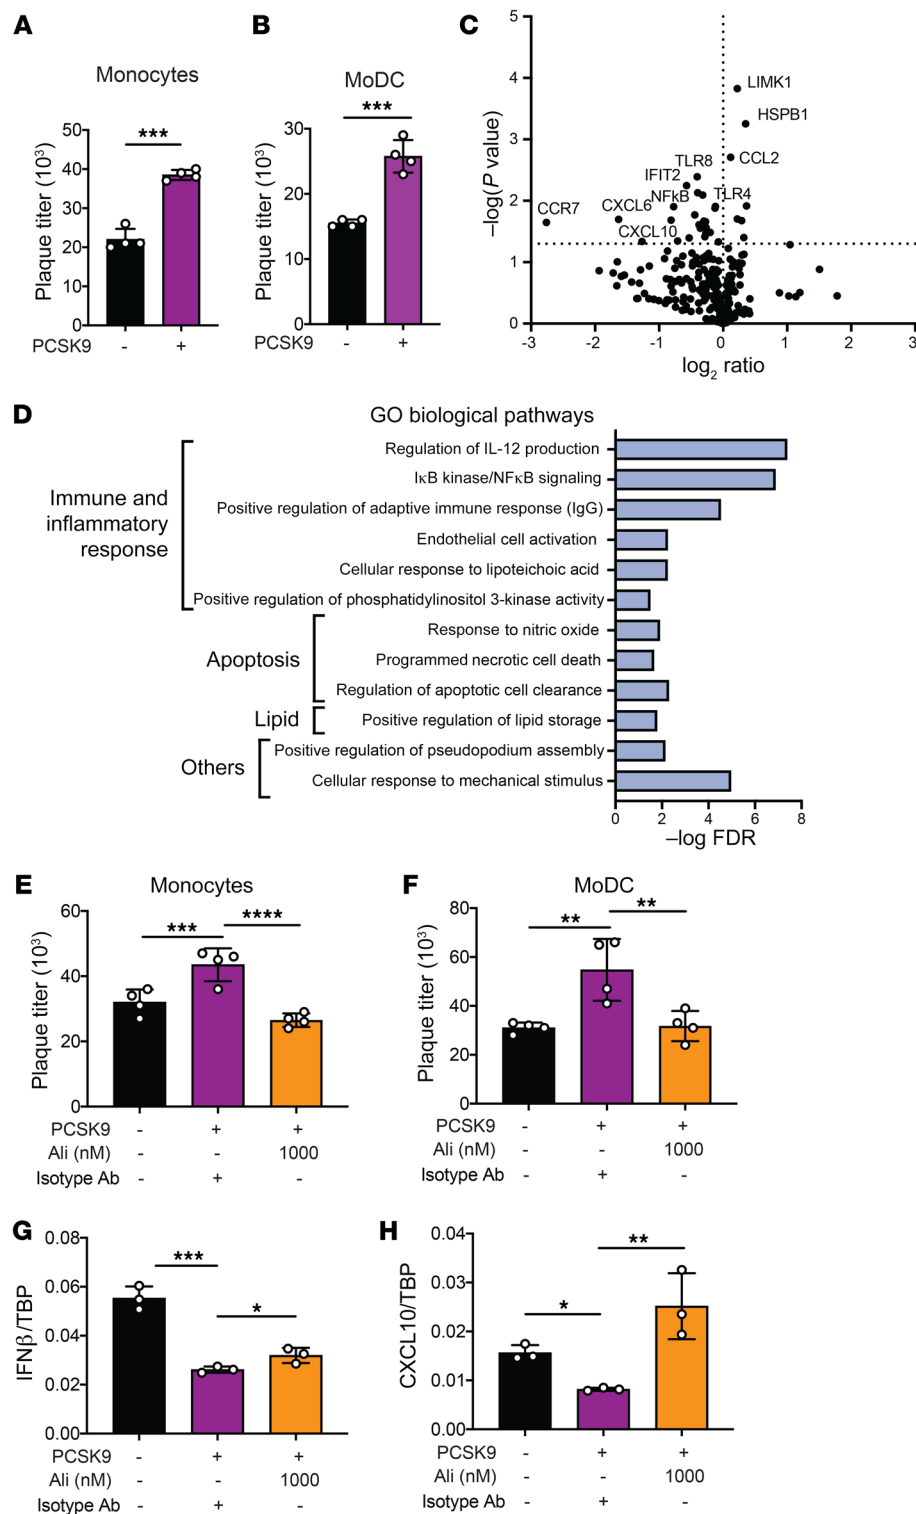 A
Monocytes
***
Plaque titer (10³)
50
40
30
20
10
0
PCSK9 - +
B
MoDC
***
Plaque titer (10³)
30
20
10
0
PCSK9 - +
C
–log(P value)
5
4
3
2
1
0
LIMK1
HSPB1
CCL2
TLR8
IFIT2
NFkB
TLR4
CXCL6
CCR7
CXCL10
-3 -2 -1 0 1 2 3
log₂ ratio
D
GO biological pathways
Immune and
inflammatory
response
Regulation of IL-12 production
IκB kinase/NFκB signaling
Positive regulation of adaptive immune response (IgG)
Endothelial cell activation
Cellular response to lipoteichoic acid
Positive regulation of phosphatidylinositol 3-kinase activity
Apoptosis
Response to nitric oxide
Programmed necrotic cell death
Regulation of apoptotic cell clearance
Lipid
Positive regulation of lipid storage
Others
Positive regulation of pseudopodium assembly
Cellular response to mechanical stimulus
0 2 4 6 8
–log FDR
E
Monocytes
*** ****
Plaque titer (10³)
60
40
20
0
PCSK9 - + +
Ali (nM) - - 1000
Isotype Ab - + -
F
MoDC
** **
Plaque titer (10³)
80
60
40
20
0
PCSK9 - + +
Ali (nM) - - 1000
Isotype Ab - + -
G
*** *
IFNβ/TBP
0.08
0.06
0.04
0.02
0.00
PCSK9 - + +
Ali (nM) - - 1000
Isotype Ab - + -
H
* **
CXCL10/TBP
0.04
0.03
0.02
0.01
0.00
PCSK9 - + +
Ali (nM) - - 1000
Isotype Ab - + -